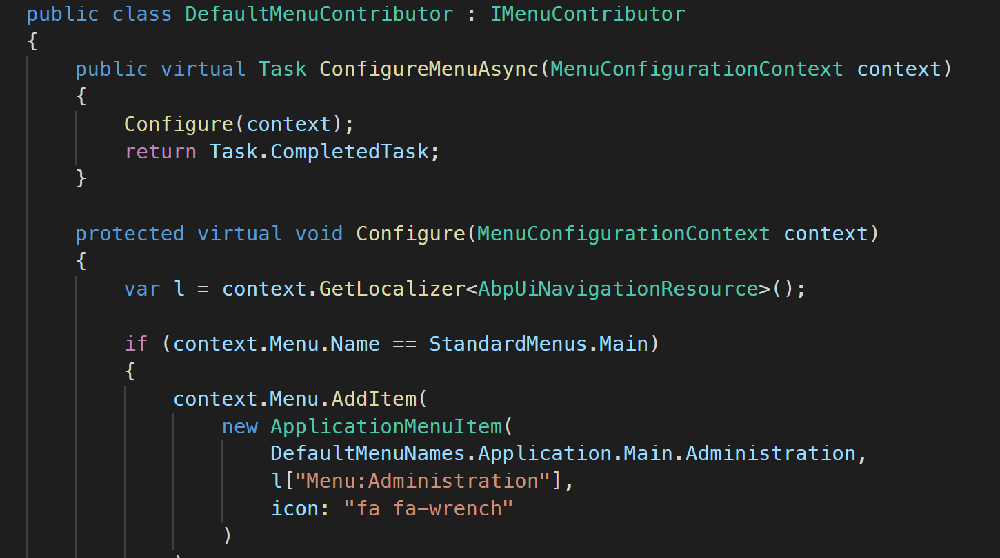 public class DefaultMenuContributor : IMenuContributor
{
    public virtual Task ConfigureMenuAsync(MenuConfigurationContext context)
    {
        Configure(context);
        return Task.CompletedTask;
    }

    protected virtual void Configure(MenuConfigurationContext context)
    {
        var l = context.GetLocalizer<AbpUiNavigationResource>();

        if (context.Menu.Name == StandardMenus.Main)
        {
            context.Menu.AddItem(
                new ApplicationMenuItem(
                    DefaultMenuNames.Application.Main.Administration,
                    l["Menu:Administration"],
                    icon: "fa fa-wrench"
                )